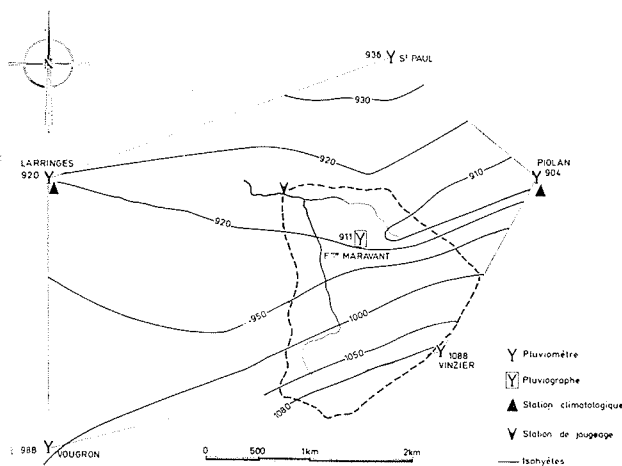 N
936 St PAUL
930
LARRINGES
920
920
910
PIOLAN
904
920
911
Fme MARAVANT
950
1000
1050
1080
1088
VINZIER
988
VOUGRON
0 500 1km 2km
Pluviomètre
Pluviographe
Station climatologique
Station de jaugeage
Isohyètes